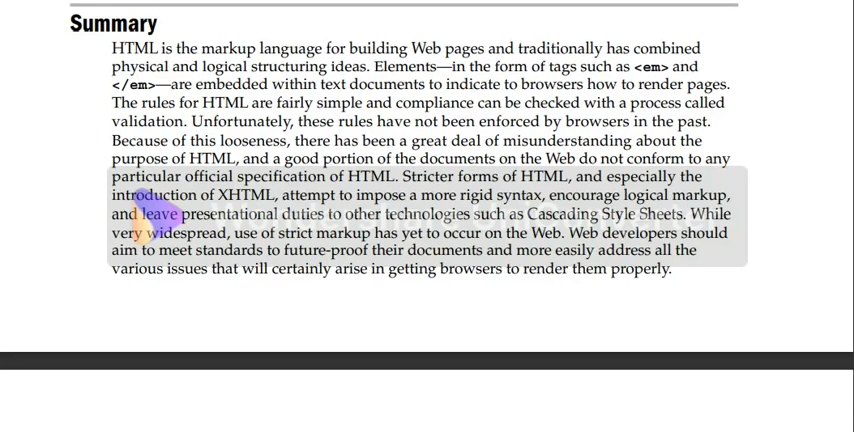 Summary
HTML is the markup language for building Web pages and traditionally has combined
physical and logical structuring ideas. Elements—in the form of tags such as <em> and
</em>—are embedded within text documents to indicate to browsers how to render pages.
The rules for HTML are fairly simple and compliance can be checked with a process called
validation. Unfortunately, these rules have not been enforced by browsers in the past.
Because of this looseness, there has been a great deal of misunderstanding about the
purpose of HTML, and a good portion of the documents on the Web do not conform to any
particular official specification of HTML. Stricter forms of HTML, and especially the
introduction of XHTML, attempt to impose a more rigid syntax, encourage logical markup,
and leave presentational duties to other technologies such as Cascading Style Sheets. While
very widespread, use of strict markup has yet to occur on the Web. Web developers should
aim to meet standards to future-proof their documents and more easily address all the
various issues that will certainly arise in getting browsers to render them properly.